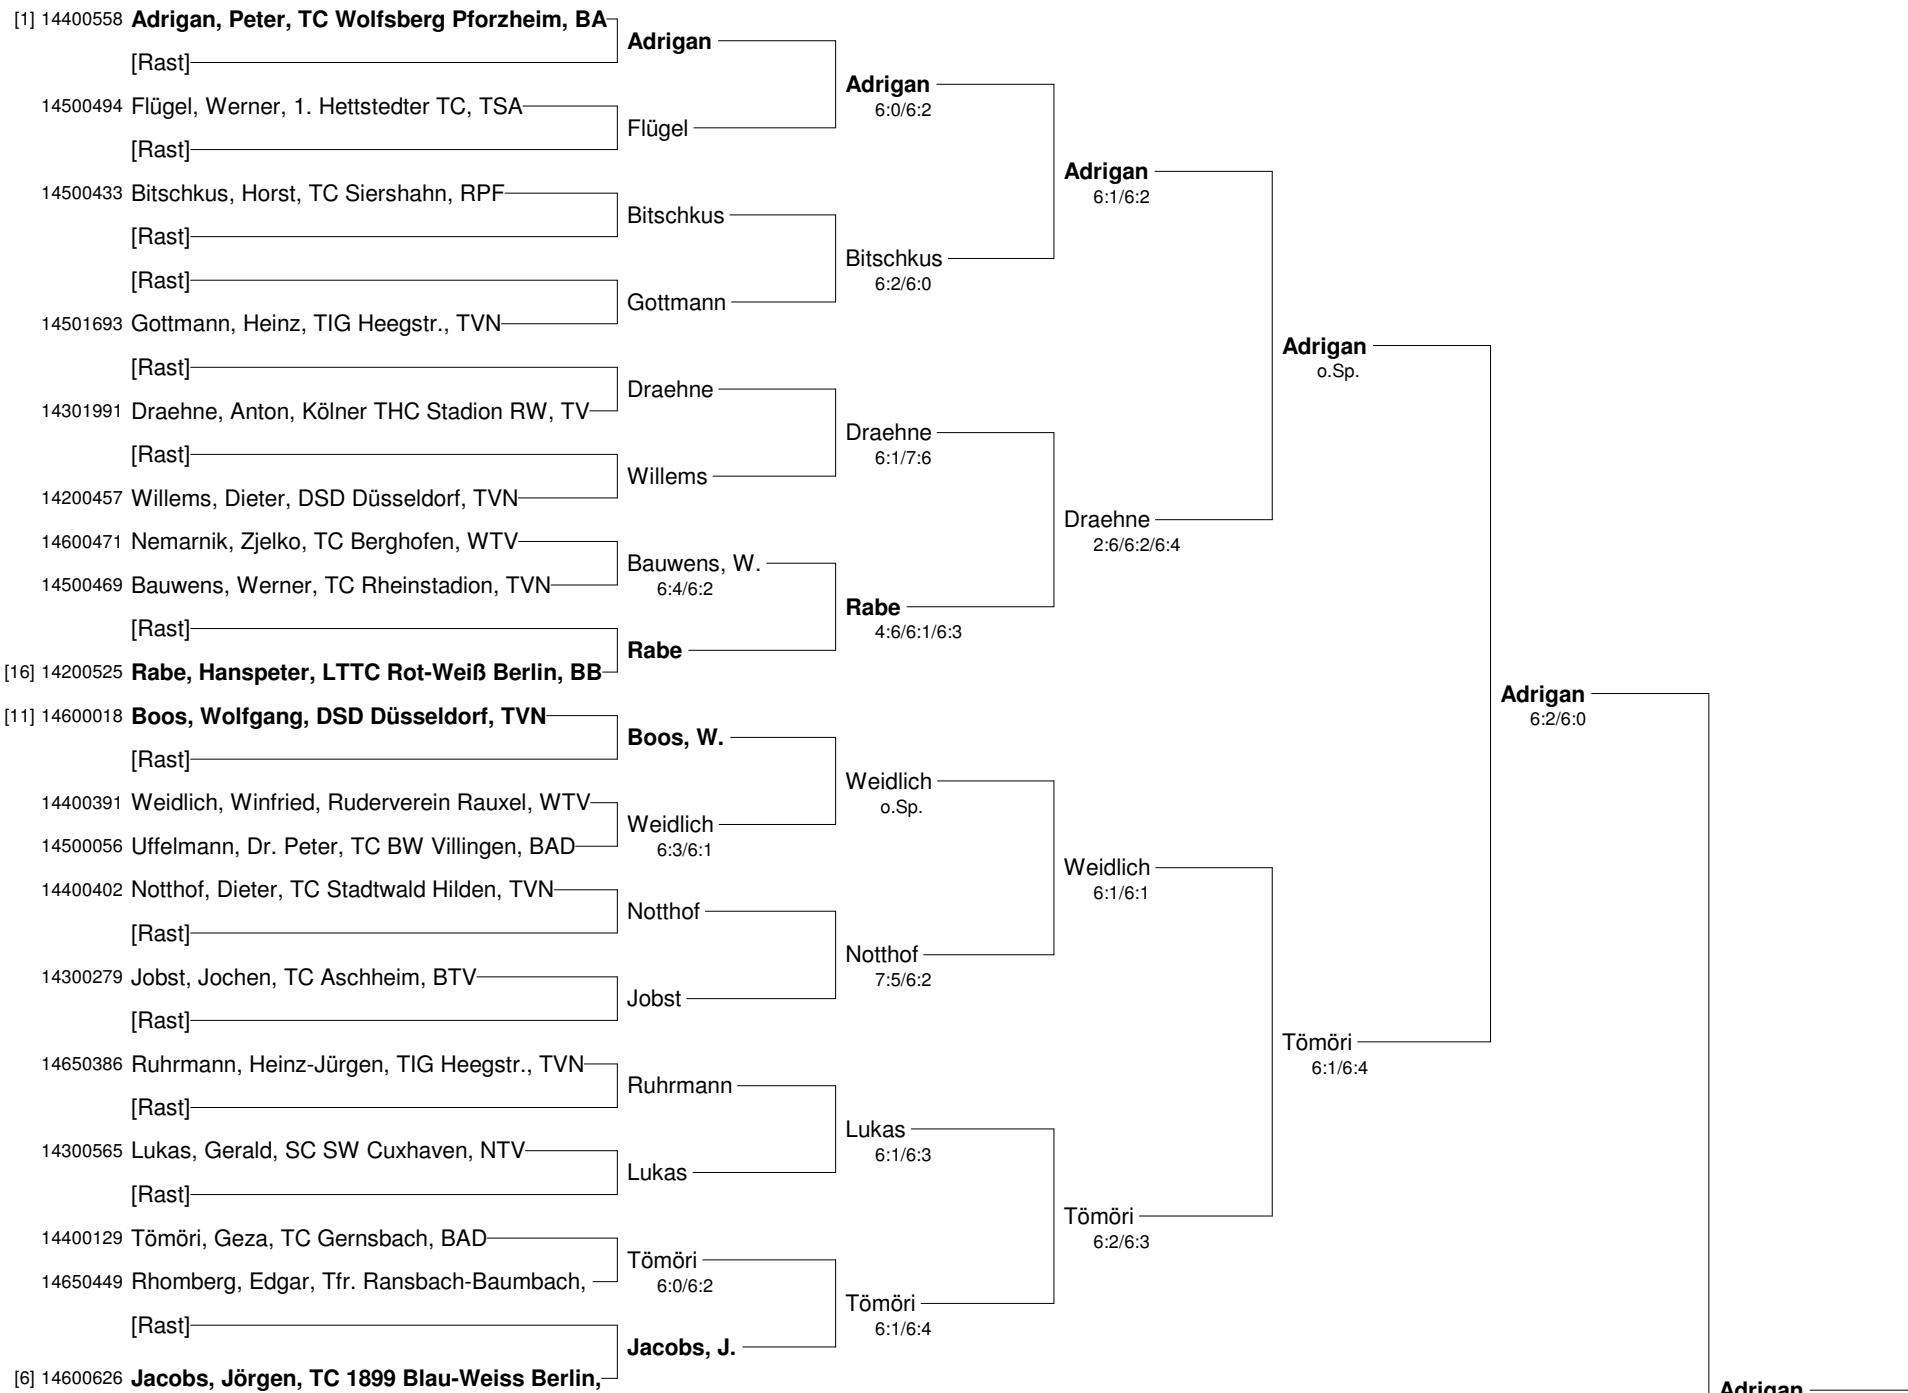 [1] 14400558 Adrigan, Peter, TC Wolfsberg Pforzheim, BA
[Rast]
14500494 Flügel, Werner, 1. Hettstedter TC, TSA
[Rast]
14500433 Bitschkus, Horst, TC Siershahn, RPF
[Rast]
[Rast]
14501693 Gottmann, Heinz, TIG Heegstr., TVN
[Rast]
14301991 Draehne, Anton, Kölner THC Stadion RW, TV
[Rast]
14200457 Willems, Dieter, DSD Düsseldorf, TVN
14600471 Nemarnik, Zjelko, TC Berghofen, WTV
14500469 Bauwens, Werner, TC Rheinstadion, TVN
[Rast]
[16] 14200525 Rabe, Hanspeter, LTTC Rot-Weiß Berlin, BB
[11] 14600018 Boos, Wolfgang, DSD Düsseldorf, TVN
[Rast]
14400391 Weidlich, Winfried, Ruderverein Rauxel, WTV
14500056 Uffelmann, Dr. Peter, TC BW Villingen, BAD
14400402 Notthof, Dieter, TC Stadtwald Hilden, TVN
[Rast]
14300279 Jobst, Jochen, TC Aschheim, BTV
[Rast]
14650386 Ruhrmann, Heinz-Jürgen, TIG Heegstr., TVN
[Rast]
14300565 Lukas, Gerald, SC SW Cuxhaven, NTV
[Rast]
14400129 Tömöri, Geza, TC Gernsbach, BAD
14650449 Rhomberg, Edgar, Tfr. Ransbach-Baumbach,
[Rast]
[6] 14600626 Jacobs, Jörgen, TC 1899 Blau-Weiss Berlin,
Adrigan
Flügel
Bitschkus
Gottmann
Draehne
Willems
Bauwens, W.
6:4/6:2
Rabe
Boos, W.
Weidlich
6:3/6:1
Notthof
Jobst
Ruhrmann
Lukas
Tömöri
6:0/6:2
Jacobs, J.
Adrigan
6:0/6:2
Bitschkus
6:2/6:0
Draehne
6:1/7:6
Rabe
4:6/6:1/6:3
Weidlich
o.Sp.
Notthof
7:5/6:2
Lukas
6:1/6:3
Tömöri
6:1/6:4
Adrigan
6:1/6:2
Draehne
2:6/6:2/6:4
Weidlich
6:1/6:1
Tömöri
6:2/6:3
Adrigan
o.Sp.
Tömöri
6:1/6:4
Adrigan
6:2/6:0
Adrigan